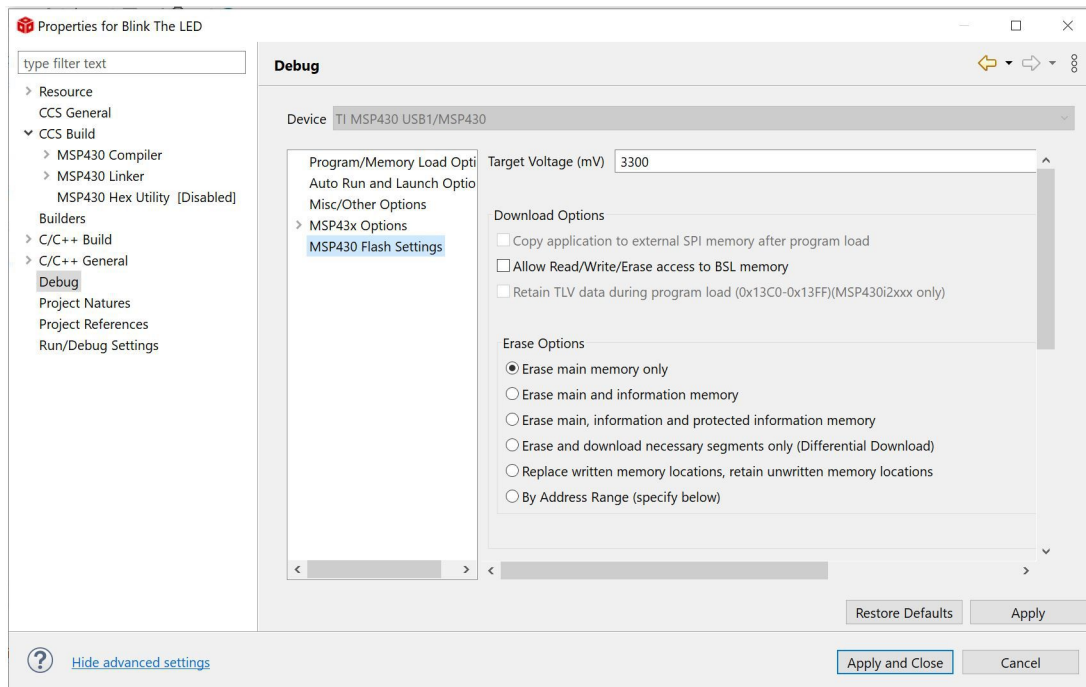 Properties for Blink The LED
type filter text
Resource
CCS General
CCS Build
MSP430 Compiler
MSP430 Linker
MSP430 Hex Utility [Disabled]
Builders
C/C++ Build
C/C++ General
Debug
Project Natures
Project References
Run/Debug Settings
Debug
Device TI MSP430 USB1/MSP430
Program/Memory Load Opti
Auto Run and Launch Optio
Misc/Other Options
MSP43x Options
MSP430 Flash Settings
Target Voltage (mV) 3300
Download Options
Copy application to external SPI memory after program load
Allow Read/Write/Erase access to BSL memory
Retain TLV data during program load (0x13C0-0x13FF)(MSP430i2xxx only)
Erase Options
Erase main memory only
Erase main and information memory
Erase main, information and protected information memory
Erase and download necessary segments only (Differential Download)
Replace written memory locations, retain unwritten memory locations
By Address Range (specify below)
Restore Defaults Apply
? Hide advanced settings Apply and Close Cancel